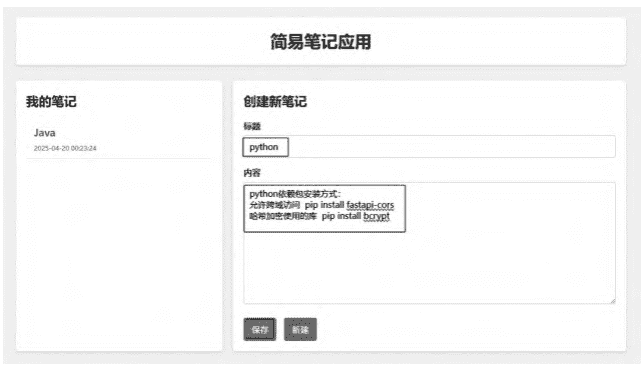 简易笔记应用
我的笔记
Java
2025-04-20 00:23:24
创建新笔记
标题
python
内容
python依赖包安装方式：
允许跨域访问 pip install fastapi-cors
哈希加密使用的库 pip install bcrypt
保存 新建